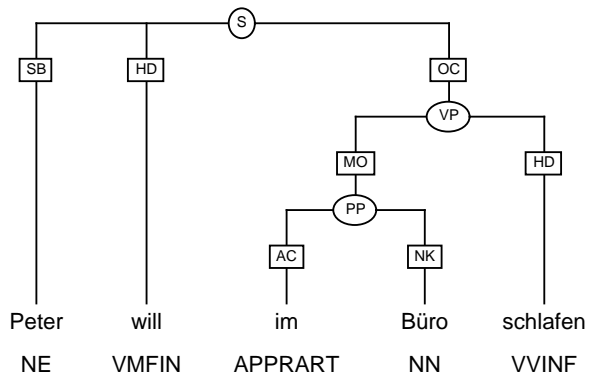 S
SB HD OC
VP
MO HD
PP
AC NK
Peter will im Büro schlafen
NE VMFIN APPRART NN VVINF